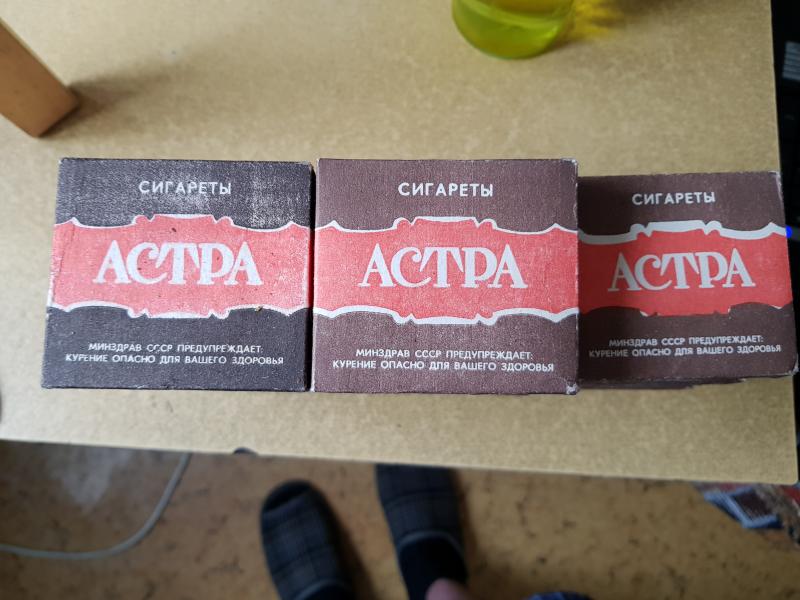 СИГАРЕТЫ
АСТРА
МИНЗДРАВ СССР ПРЕДУПРЕЖДАЕТ:
КУРЕНИЕ ОПАСНО ДЛЯ ВАШЕГО ЗДОРОВЬЯ
СИГАРЕТЫ
АСТРА
МИНЗДРАВ СССР ПРЕДУПРЕЖДАЕТ:
КУРЕНИЕ ОПАСНО ДЛЯ ВАШЕГО ЗДОРОВЬЯ
СИГАРЕТЫ
АСТРА
МИНЗДРАВ СССР ПРЕДУПРЕЖДАЕТ:
КУРЕНИЕ ОПАСНО ДЛЯ ВАШЕГО ЗДОРОВЬЯ